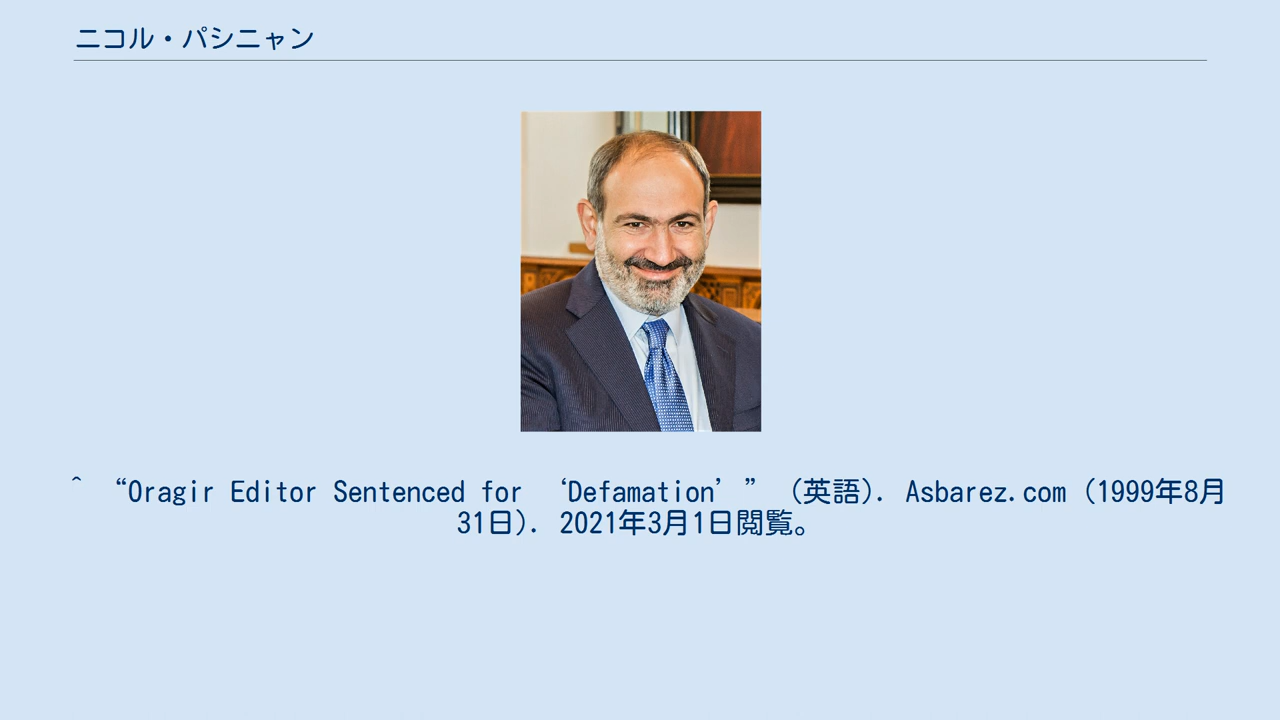 ニコル・パシニャン
^ “Oragir Editor Sentenced for ‘Defamation’” (英語). Asbarez.com (1999年8月
31日). 2021年3月1日閲覧。